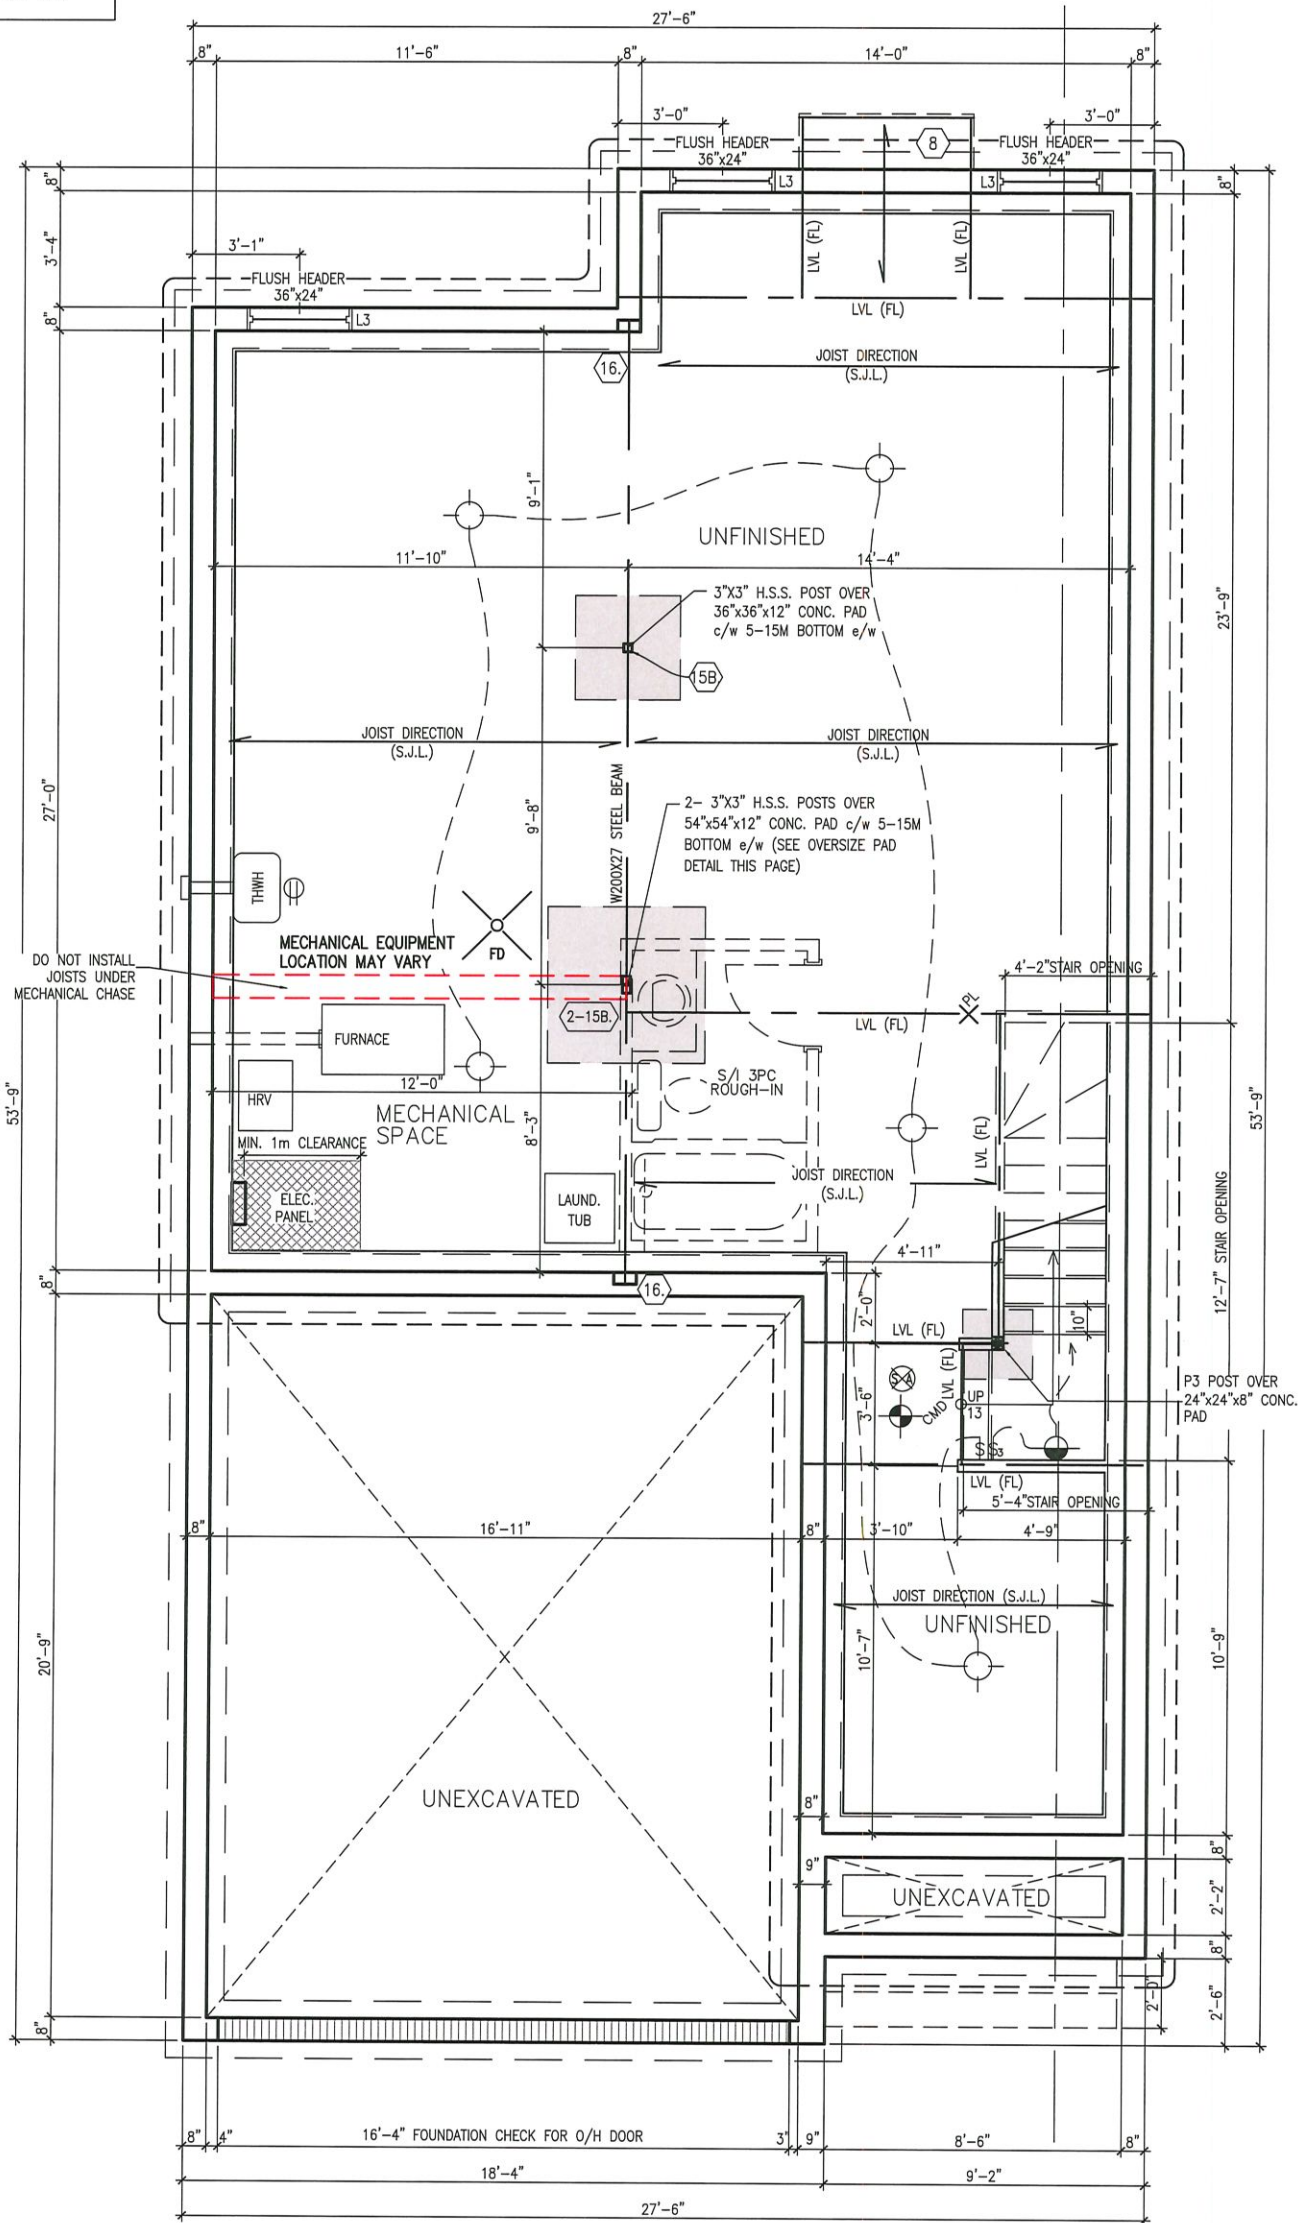 27'-6"
8"
11'-6"
8"
14'-0"
8"
3'-0"
3'-0"
FLUSH HEADER
36"x24"
8
FLUSH HEADER
36"x24"
L3
L3
8"
8"
3'-4"
3'-1"
LVL (FL)
LVL (FL)
FLUSH HEADER
36"x24"
L3
LVL (FL)
8"
16.
JOIST DIRECTION
(S.J.L.)
9'-1"
UNFINISHED
11'-10"
14'-4"
3"X3" H.S.S. POST OVER
36"x36"x12" CONC. PAD
c/w 5-15M BOTTOM e/w
23'-9"
15B
JOIST DIRECTION
(S.J.L.)
JOIST DIRECTION
(S.J.L.)
27'-0"
9'-8"
W200X27 STEEL BEAM
2- 3"X3" H.S.S. POSTS OVER
54"x54"x12" CONC. PAD c/w 5-15M
BOTTOM e/w (SEE OVERSIZE PAD
DETAIL THIS PAGE)
THWH
MECHANICAL EQUIPMENT
LOCATION MAY VARY
FD
DO NOT INSTALL
JOISTS UNDER
MECHANICAL CHASE
4'-2"STAIR OPENING
PL
2-15B.
LVL (FL)
FURNACE
53'-9"
53'-9"
12'-0"
S/I 3PC
ROUGH-IN
HRV
MECHANICAL
SPACE
8'-3"
LVL (FL)
MIN. 1m CLEARANCE
ELEC.
PANEL
LAUND.
TUB
JOIST DIRECTION
(S.J.L.)
12'-7" STAIR OPENING
4'-11"
8"
16.
2'-0"
10"
LVL (FL)
LVL (FL)
3'-6"
CMD
UP
13
P3 POST OVER
24"x24"x8" CONC.
PAD
S S3
LVL (FL)
5'-4"STAIR OPENING
8"
16'-11"
8"
3'-10"
4'-9"
JOIST DIRECTION (S.J.L.)
UNFINISHED
20'-9"
10'-7"
10'-9"
UNEXCAVATED
8"
8"
9"
UNEXCAVATED
2'-2"
8"
2'-0"
2'-6"
8"
8"
4"
16'-4" FOUNDATION CHECK FOR O/H DOOR
3"
9"
8'-6"
8"
18'-4"
9'-2"
27'-6"